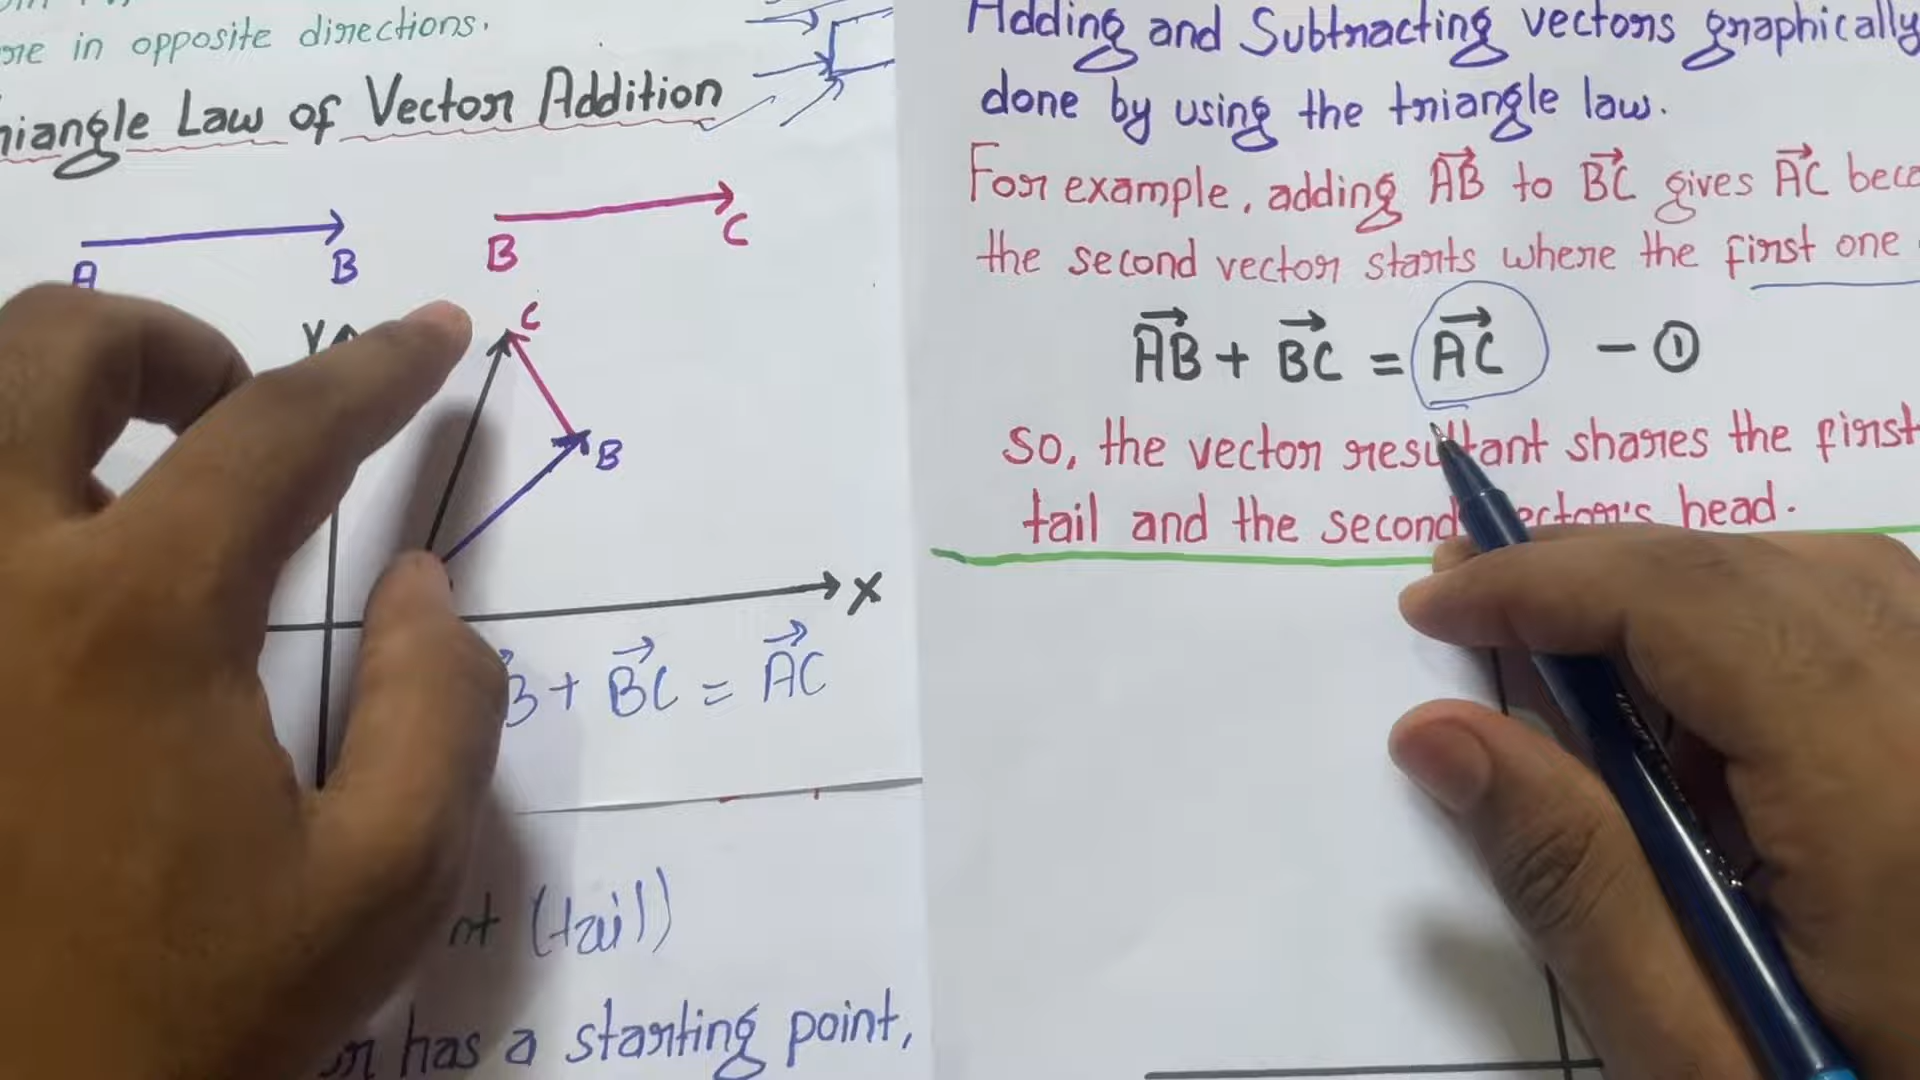 in opposite directions.
Triangle Law of Vector Addition
A B
B C
Y
C
B
X
B + BC = AC
(tail)
has a starting point,
Adding and Subtracting vectors graphically
done by using the triangle law.
For example, adding AB to BC gives AC
the second vector starts where the first one
AB + BC = AC - ①
So, the vector resultant shares the first
tail and the second vector's head.